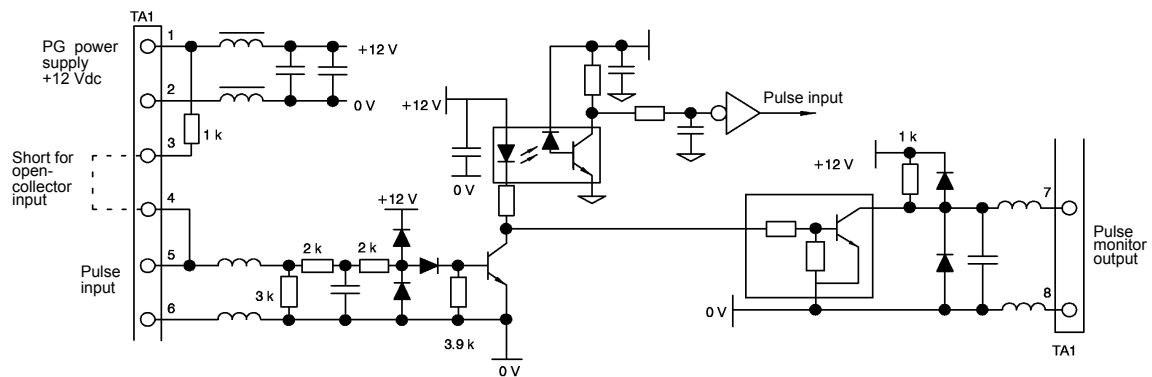 TA1
1
PG power
supply
+12 Vdc
+12 V
2
0 V
1 k
3
Short for
open-
collector
input
4
+12 V
0 V
Pulse input
+12 V
5
Pulse
input
2 k
2 k
3 k
6
3.9 k
0 V
1 k
+12 V
7
Pulse
monitor
output
0 V
8
TA1